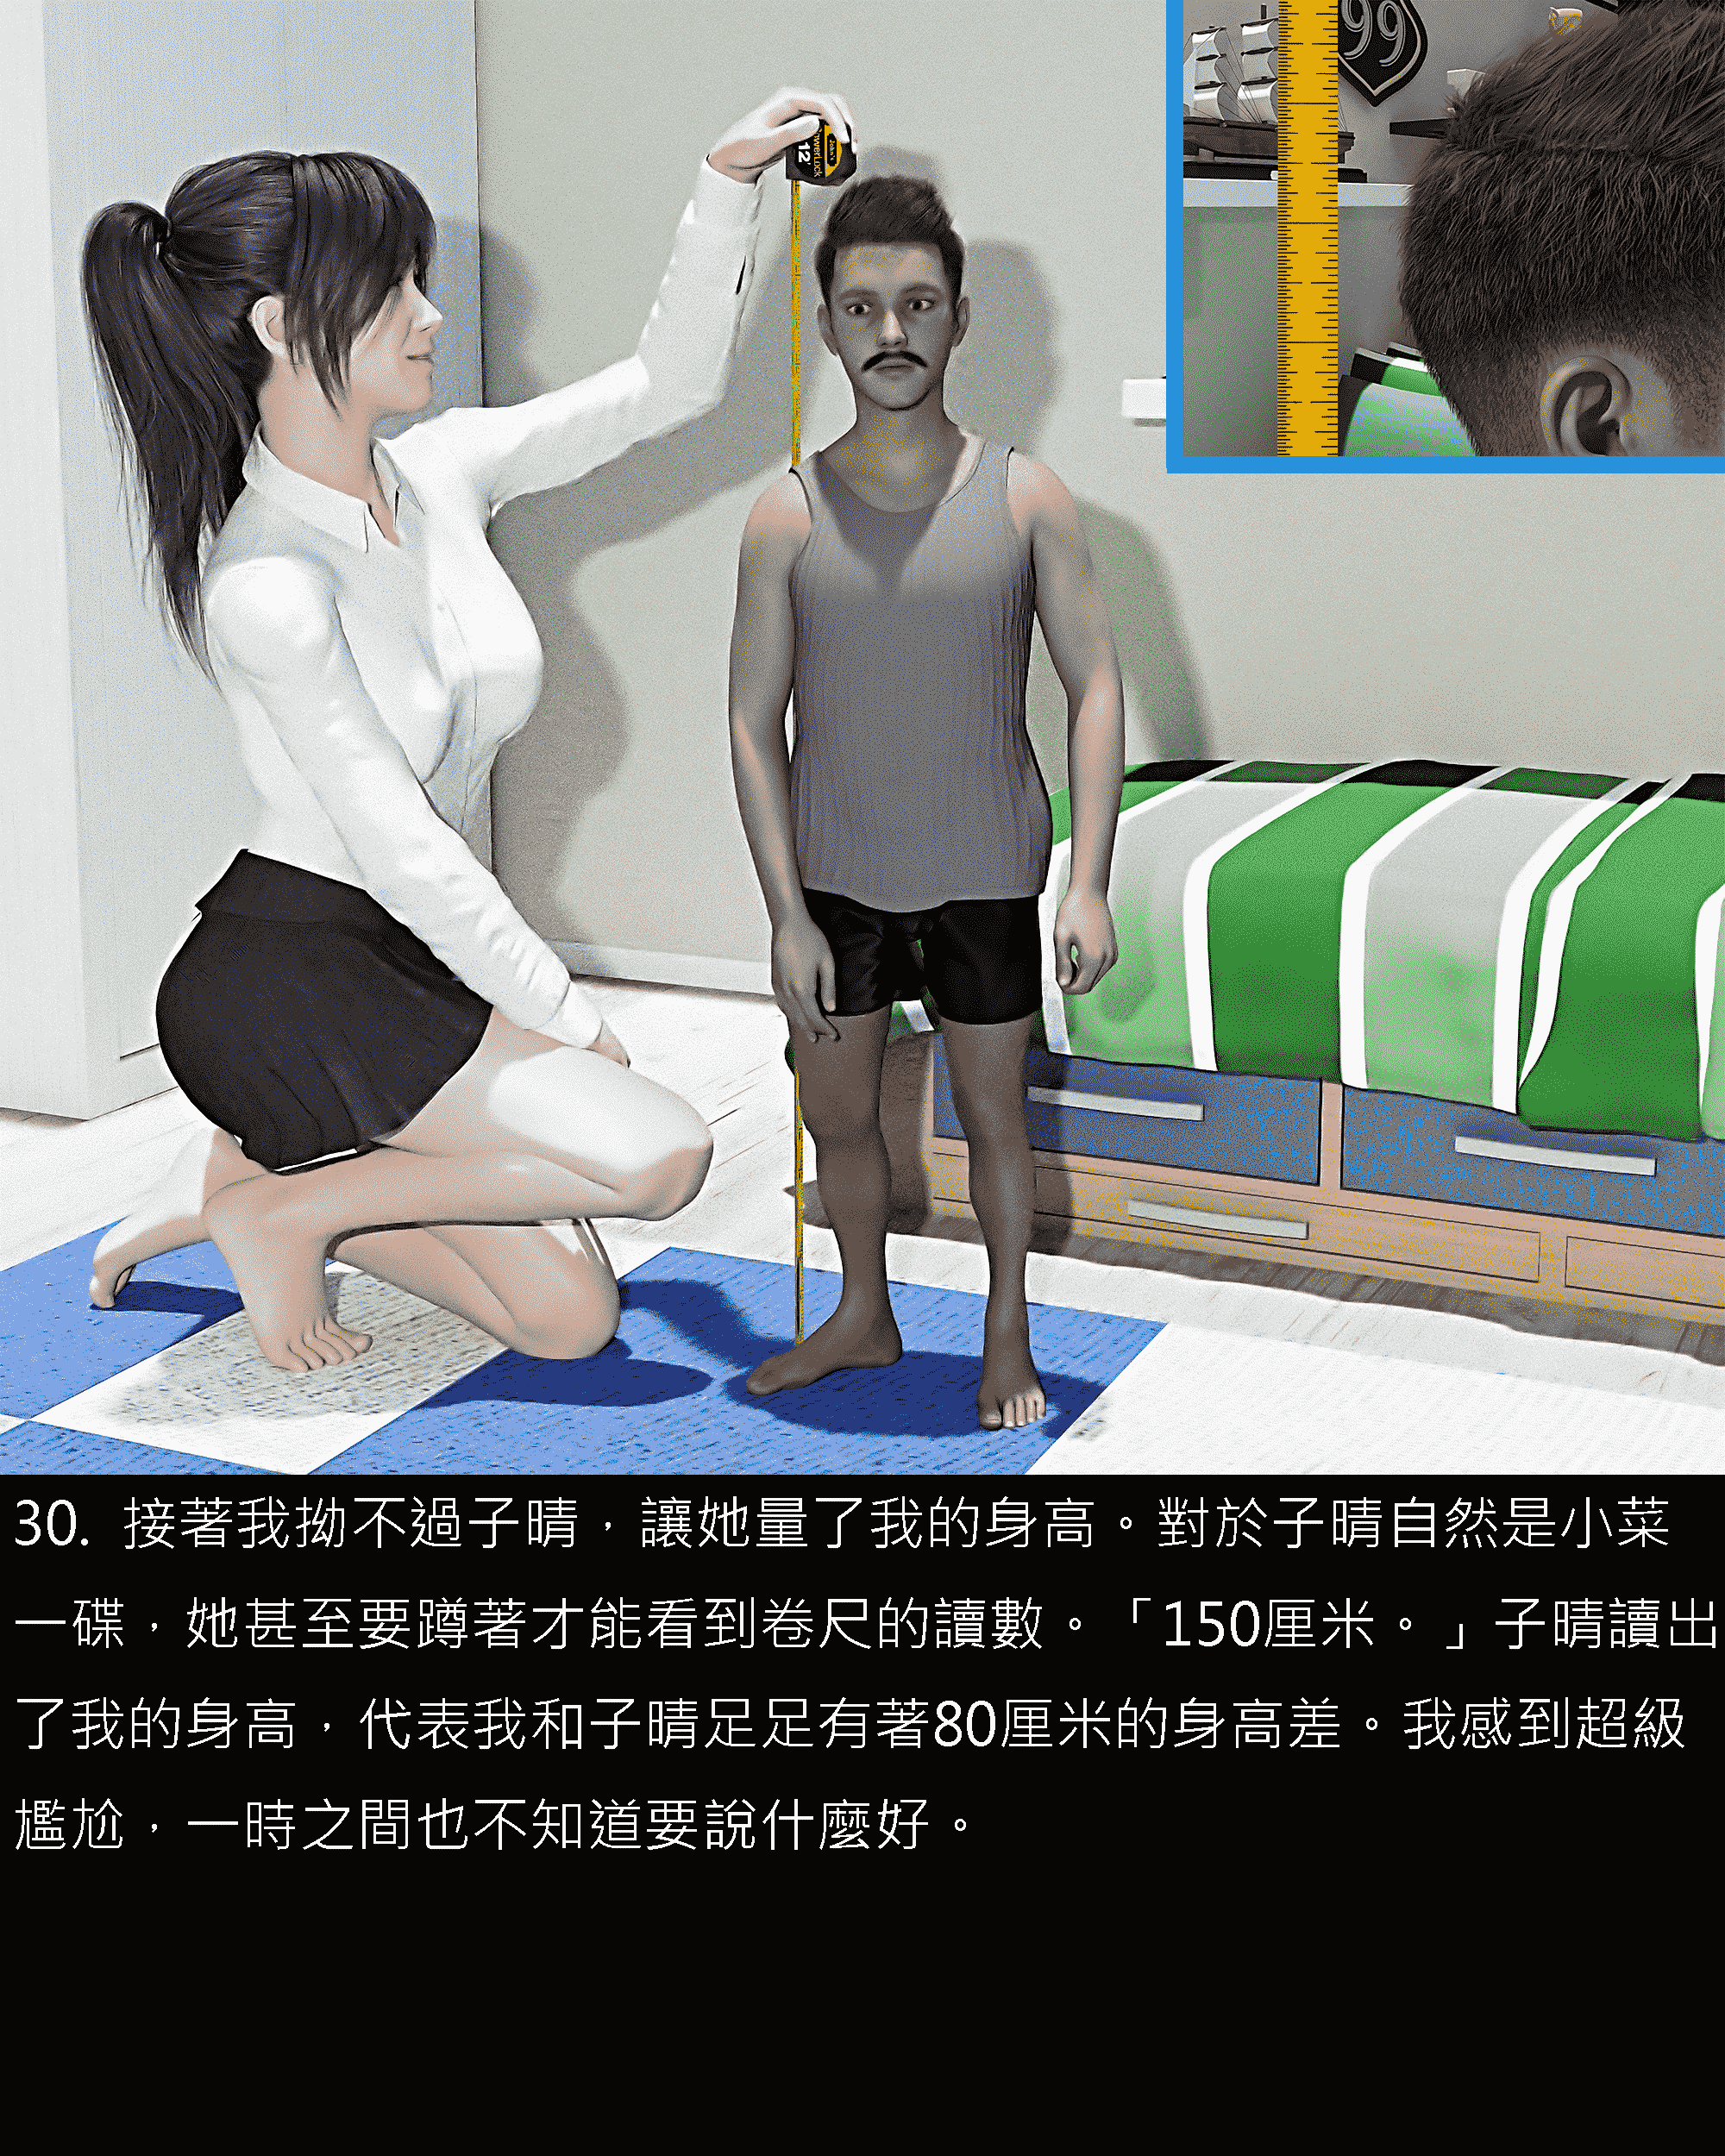 99
Jean's
PowerLock
12'
30. 接著我拗不過子晴，讓她量了我的身高。對於子晴自然是小菜
一碟，她甚至要蹲著才能看到卷尺的讀數。「150厘米。」子晴讀出
了我的身高，代表我和子晴足足有著80厘米的身高差。我感到超級
尷尬，一時之間也不知道要說什麼好。